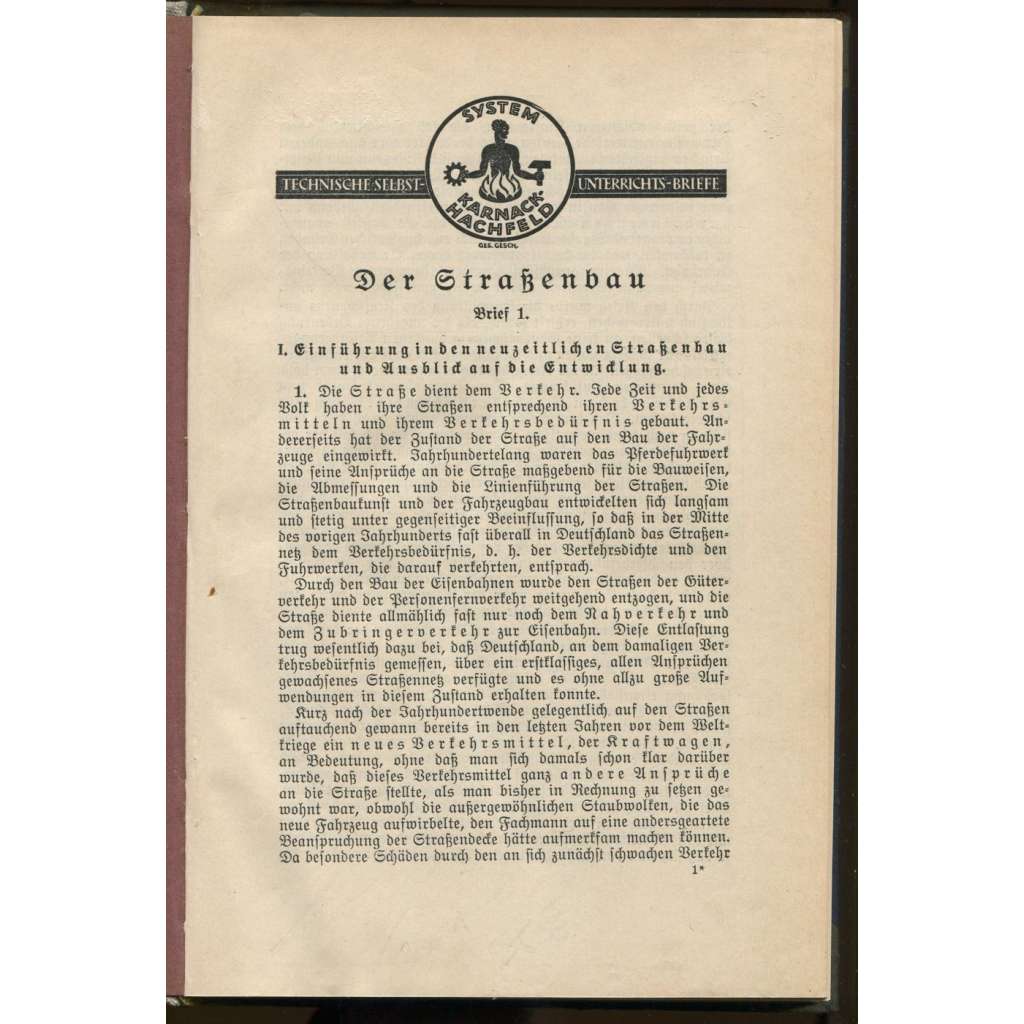 SYSTEM
TECHNISCHE SELBST-
UNTERRICHTS-BRIEFE
KARNACK-
HACHFELD
GES. GESCH.
Der Straßenbau
Brief 1.
I. Einführung in den neuzeitlichen Straßenbau
und Ausblick auf die Entwicklung.
1. Die Straße dient dem Verkehr. Jede Zeit und jedes
Volk haben ihre Straßen entsprechend ihren Verkehrs-
mitteln und ihrem Verkehrsbedürfnis gebaut. An-
dererseits hat der Zustand der Straße auf den Bau der Fahr-
zeuge eingewirkt. Jahrhundertelang waren das Pferdefuhrwerk
und seine Ansprüche an die Straße maßgebend für die Bauweisen,
die Abmessungen und die Linienführung der Straßen. Die
Straßenbaukunst und der Fahrzeugbau entwickelten sich langsam
und stetig unter gegenseitiger Beeinflussung, so daß in der Mitte
des vorigen Jahrhunderts fast überall in Deutschland das Straßen-
netz dem Verkehrsbedürfnis, d. h. der Verkehrsdichte und den
Fuhrwerken, die darauf verkehrten, entsprach.
Durch den Bau der Eisenbahnen wurde den Straßen der Güter-
verkehr und der Personenfernverkehr weitgehend entzogen, und die
Straße diente allmählich fast nur noch dem Nahverkehr und
dem Zubringerverkehr zur Eisenbahn. Diese Entlastung
trug wesentlich dazu bei, daß Deutschland, an dem damaligen Ver-
kehrsbedürfnis gemessen, über ein erstklassiges, allen Ansprüchen
gewachsenes Straßennetz verfügte und es ohne allzu große Auf-
wendungen in diesem Zustand erhalten konnte.
Kurz nach der Jahrhundertwende gelegentlich auf den Straßen
auftauchend gewann bereits in den letzten Jahren vor dem Welt-
kriege ein neues Verkehrsmittel, der Kraftwagen,
an Bedeutung, ohne daß man sich damals schon klar darüber
wurde, daß dieses Verkehrsmittel ganz andere Ansprüche
an die Straße stellte, als man bisher in Rechnung zu setzen ge-
wohnt war, obwohl die außergewöhnlichen Staubwolken, die das
neue Fahrzeug aufwirbelte, den Fachmann auf eine andersgeartete
Beanspruchung der Straßendecke hätte aufmerksam machen können.
Da besondere Schäden durch den an sich zunächst schwachen Verkehr
1*